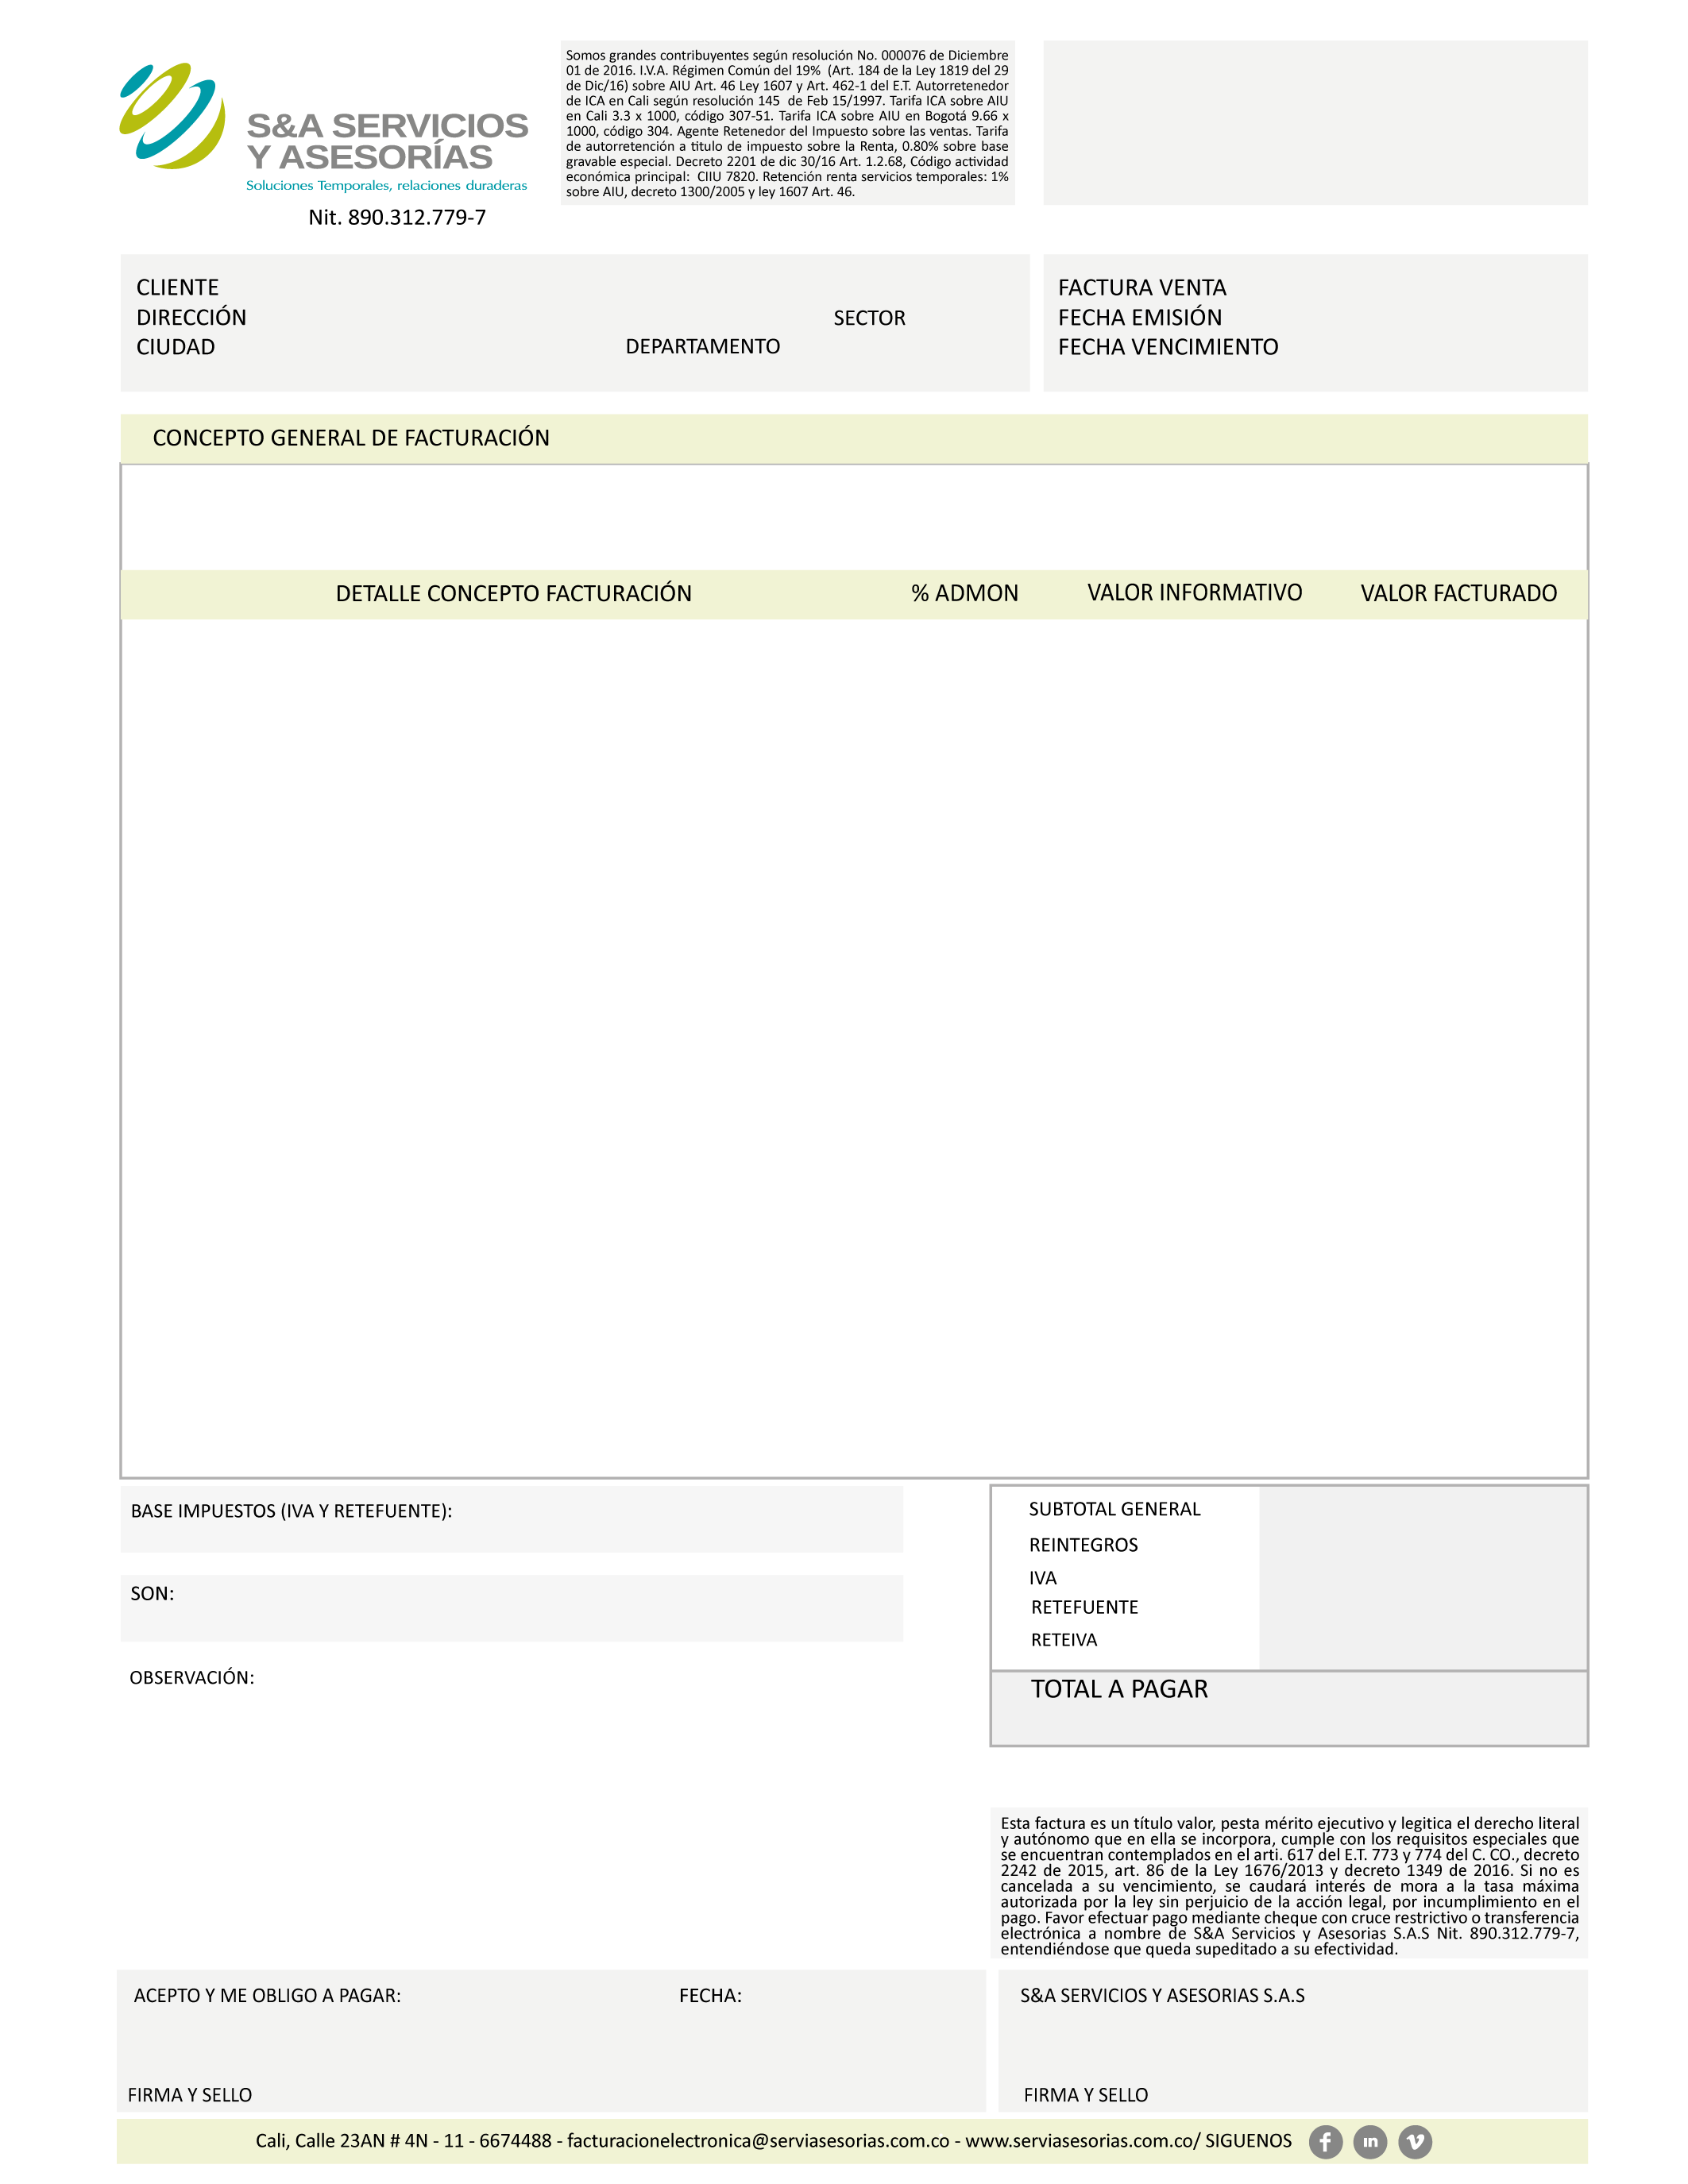 S&A SERVICIOS
Y ASESORÍAS
Soluciones Temporales, relaciones duraderas
Nit. 890.312.779-7
Somos grandes contribuyentes según resolución No. 000076 de Diciembre
01 de 2016. I.V.A. Régimen Común del 19% (Art. 184 de la Ley 1819 del 29
de Dic/16) sobre AIU Art. 46 Ley 1607 y Art. 462-1 del E.T. Autorretenedor
de ICA en Cali según resolución 145 de Feb 15/1997. Tarifa ICA sobre AIU
en Cali 3.3 x 1000, código 307-51. Tarifa ICA sobre AIU en Bogotá 9.66 x
1000, código 304. Agente Retenedor del Impuesto sobre las ventas. Tarifa
de autorretención a titulo de impuesto sobre la Renta, 0.80% sobre base
gravable especial. Decreto 2201 de dic 30/16 Art. 1.2.68, Código actividad
económica principal: CIIU 7820. Retención renta servicios temporales: 1%
sobre AIU, decreto 1300/2005 y ley 1607 Art. 46.
CLIENTE
DIRECCIÓN SECTOR
CIUDAD DEPARTAMENTO
FACTURA VENTA
FECHA EMISIÓN
FECHA VENCIMIENTO
CONCEPTO GENERAL DE FACTURACIÓN
DETALLE CONCEPTO FACTURACIÓN % ADMON VALOR INFORMATIVO VALOR FACTURADO
BASE IMPUESTOS (IVA Y RETEFUENTE):
SON:
OBSERVACIÓN:
SUBTOTAL GENERAL
REINTEGROS
IVA
RETEFUENTE
RETEIVA
TOTAL A PAGAR
Esta factura es un título valor, pesta mérito ejecutivo y legitica el derecho literal
y autónomo que en ella se incorpora, cumple con los requisitos especiales que
se encuentran contemplados en el arti. 617 del E.T. 773 y 774 del C. CO., decreto
2242 de 2015, art. 86 de la Ley 1676/2013 y decreto 1349 de 2016. Si no es
cancelada a su vencimiento, se caudará interés de mora a la tasa máxima
autorizada por la ley sin perjuicio de la acción legal, por incumplimiento en el
pago. Favor efectuar pago mediante cheque con cruce restrictivo o transferencia
electrónica a nombre de S&A Servicios y Asesorias S.A.S Nit. 890.312.779-7,
entendiéndose que queda supeditado a su efectividad.
ACEPTO Y ME OBLIGO A PAGAR: FECHA:
FIRMA Y SELLO
S&A SERVICIOS Y ASESORIAS S.A.S
FIRMA Y SELLO
Cali, Calle 23AN # 4N - 11 - 6674488 - facturacionelectronica@serviasesorias.com.co - www.serviasesorias.com.co/ SIGUENOS